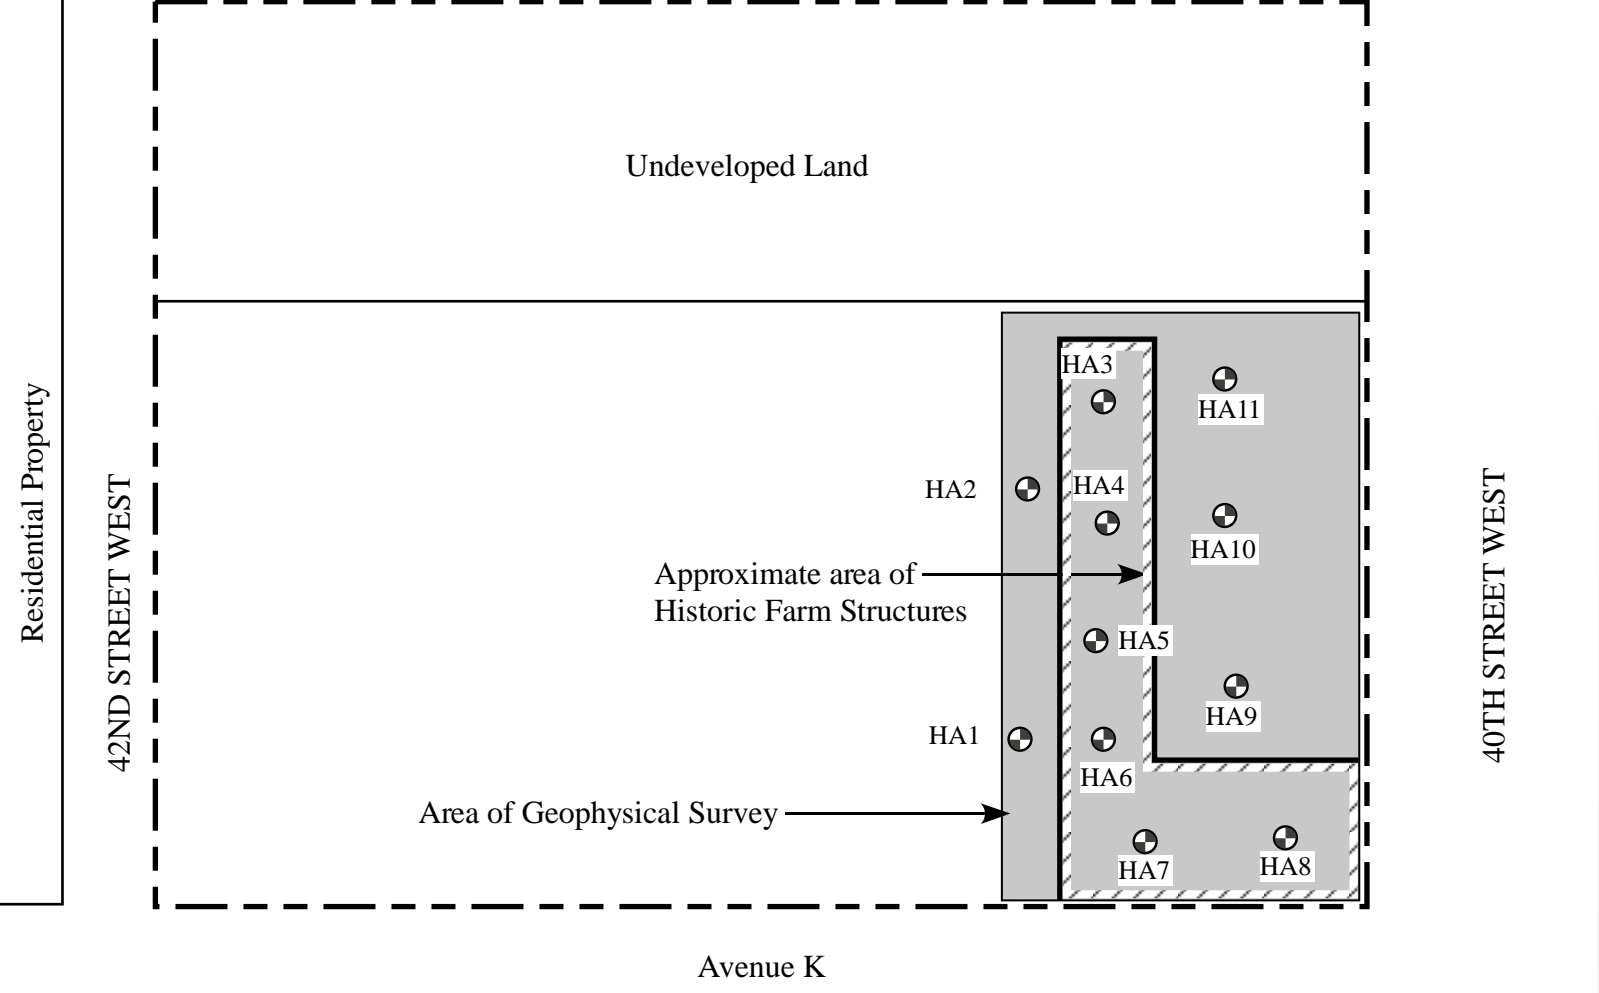 Undeveloped Land
Residential Property
42ND STREET WEST
HA3
HA11
HA2
HA4
HA10
Approximate area of
Historic Farm Structures
HA5
HA9
HA1
HA6
Area of Geophysical Survey
HA7
HA8
40TH STREET WEST
Avenue K